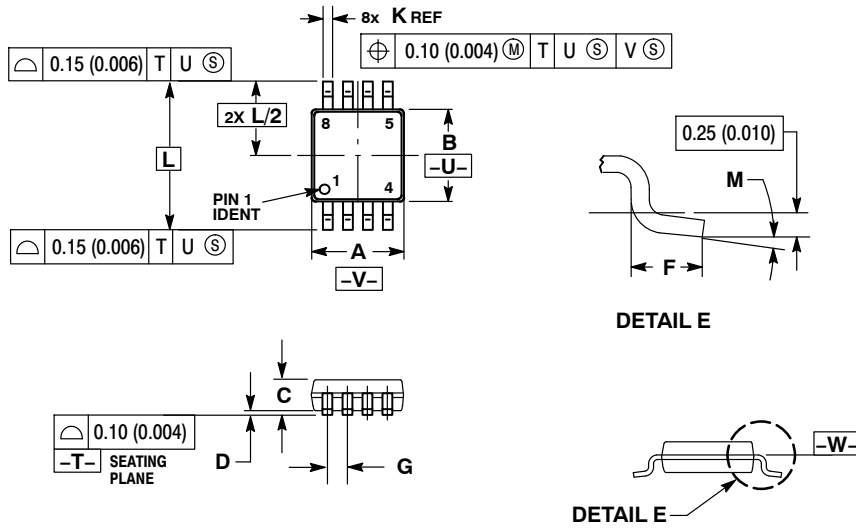 8x K REF
⌓ 0.15 (0.006) T U Ⓢ
⌖ 0.10 (0.004) Ⓜ T U Ⓢ V Ⓢ
2X L/2
8 5
B
-U-
L
PIN 1
IDENT
1 4
⌓ 0.15 (0.006) T U Ⓢ
A
-V-
0.25 (0.010)
M
F
DETAIL E
C
⌓ 0.10 (0.004)
-T- SEATING
PLANE
D
G
-W-
DETAIL E